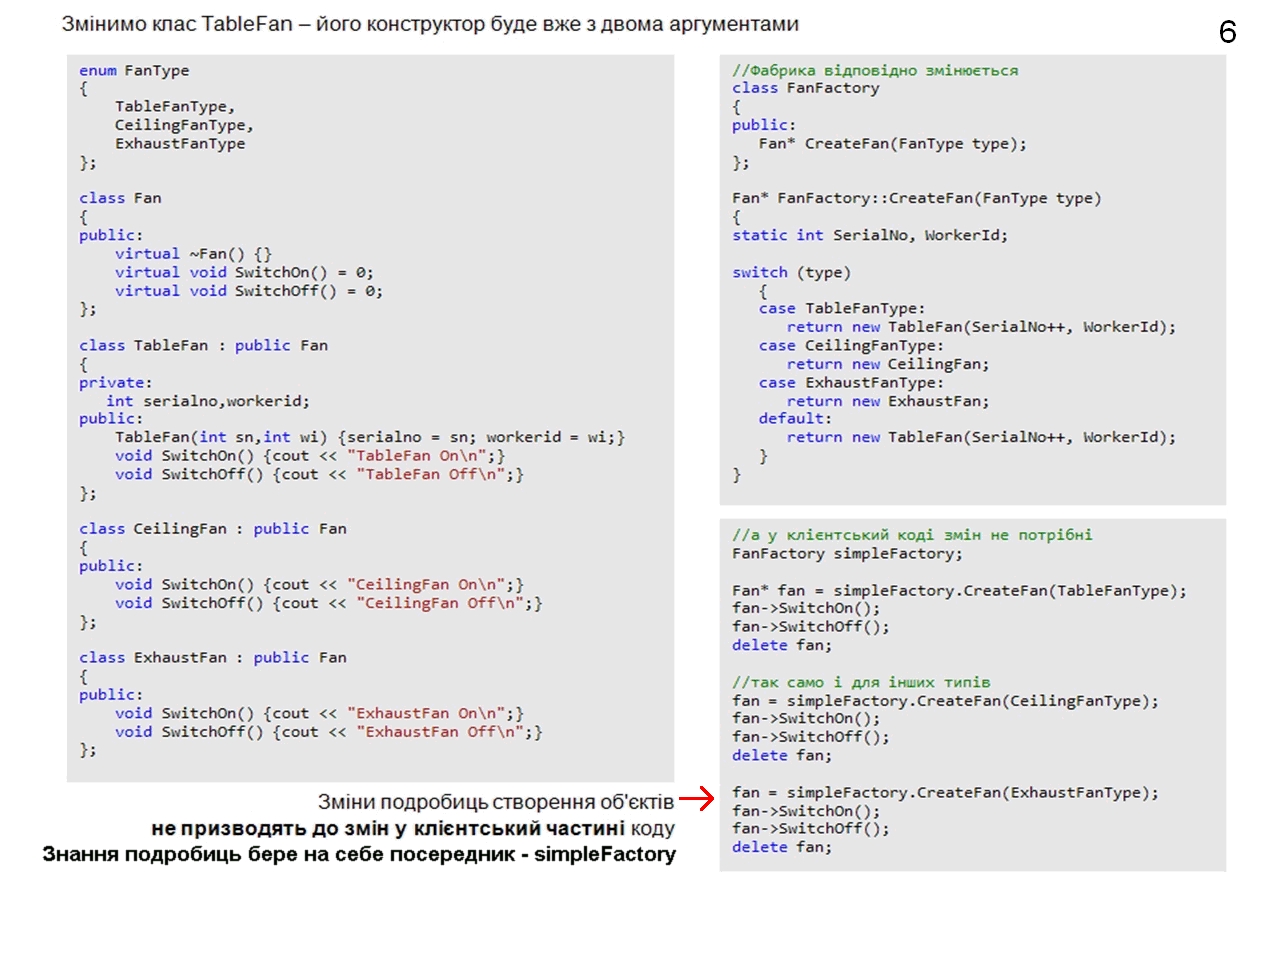 Змінимо клас TableFan – його конструктор буде вже з двома аргументами
6
enum FanType
{
TableFanType,
CeilingFanType,
ExhaustFanType
};
class Fan
{
public:
virtual ~Fan() {}
virtual void SwitchOn() = 0;
virtual void SwitchOff() = 0;
};
class TableFan : public Fan
{
private:
int serialno,workerid;
public:
TableFan(int sn,int wi) {serialno = sn; workerid = wi;}
void SwitchOn() {cout << "TableFan On\n";}
void SwitchOff() {cout << "TableFan Off\n";}
};
class CeilingFan : public Fan
{
public:
void SwitchOn() {cout << "CeilingFan On\n";}
void SwitchOff() {cout << "CeilingFan Off\n";}
};
class ExhaustFan : public Fan
{
public:
void SwitchOn() {cout << "ExhaustFan On\n";}
void SwitchOff() {cout << "ExhaustFan Off\n";}
};
Зміни подробиць створення об'єктів
не призводять до змін у клієнтський частині коду
Знання подробиць бере на себе посередник - simpleFactory
//Фабрика відповідно змінюється
class FanFactory
{
public:
Fan* CreateFan(FanType type);
};
Fan* FanFactory::CreateFan(FanType type)
{
static int SerialNo, WorkerId;
switch (type)
{
case TableFanType:
return new TableFan(SerialNo++, WorkerId);
case CeilingFanType:
return new CeilingFan;
case ExhaustFanType:
return new ExhaustFan;
default:
return new TableFan(SerialNo++, WorkerId);
}
}
//а у клієнтський коді змін не потрібні
FanFactory simpleFactory;
Fan* fan = simpleFactory.CreateFan(TableFanType);
fan->SwitchOn();
fan->SwitchOff();
delete fan;
//так само і для інших типів
fan = simpleFactory.CreateFan(CeilingFanType);
fan->SwitchOn();
fan->SwitchOff();
delete fan;
fan = simpleFactory.CreateFan(ExhaustFanType);
fan->SwitchOn();
fan->SwitchOff();
delete fan;